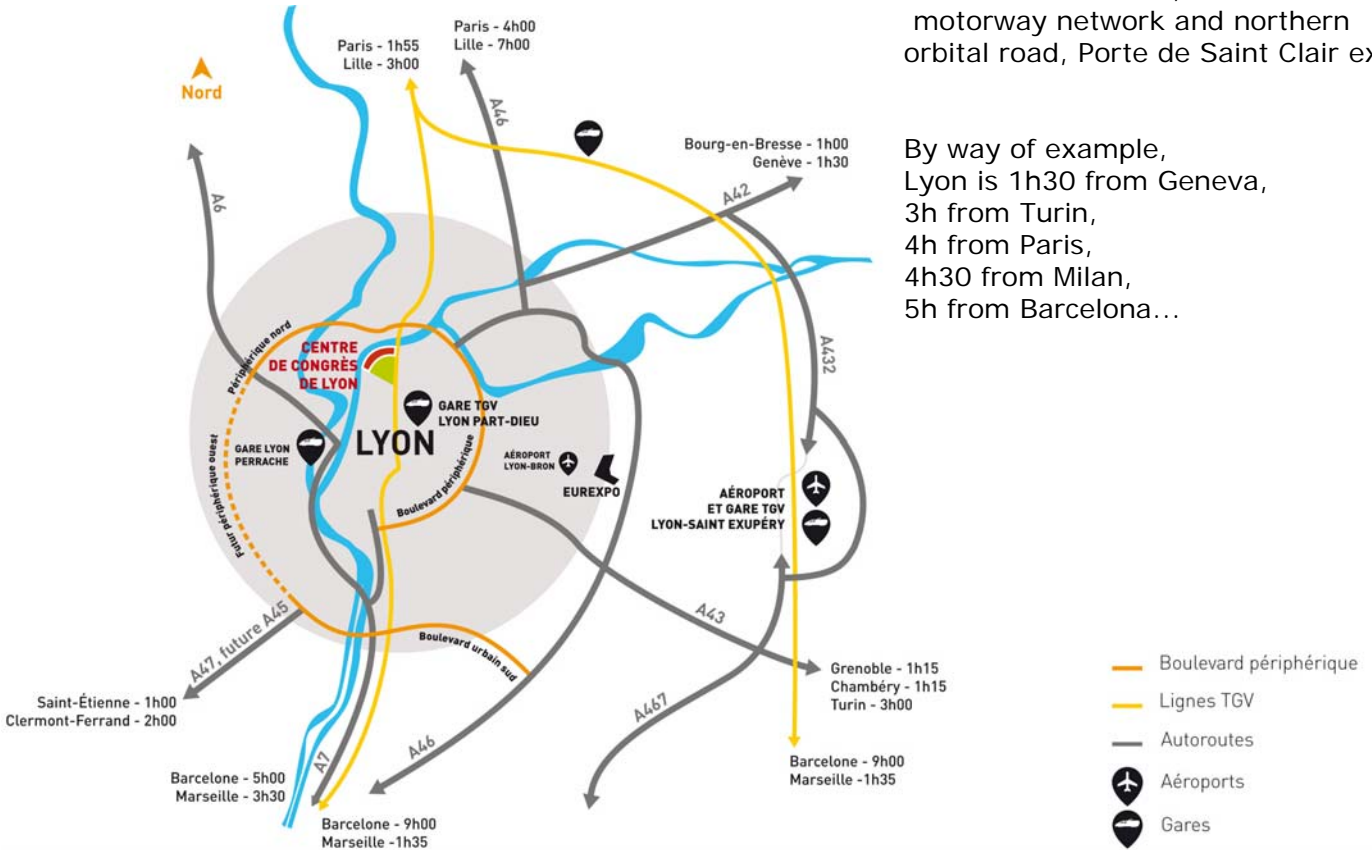 motorway network and northern
orbital road, Porte de Saint Clair
By way of example,
Lyon is 1h30 from Geneva,
3h from Turin,
4h from Paris,
4h30 from Milan,
5h from Barcelona...
Nord
Paris - 1h55
Lille - 3h00
Paris - 4h00
Lille - 7h00
A46
A6
Bourg-en-Bresse - 1h00
Genève - 1h30
A42
A432
Périphérique nord
CENTRE
DE CONGRÈS
DE LYON
GARE TGV
LYON PART-DIEU
LYON
GARE LYON
PERRACHE
Futur périphérique ouest
Boulevard périphérique
AÉROPORT
LYON-BRON
EUREXPO
AÉROPORT
ET GARE TGV
LYON-SAINT EXUPÉRY
A43
A47, future A45
Boulevard urbain sud
Saint-Étienne - 1h00
Clermont-Ferrand - 2h00
Grenoble - 1h15
Chambéry - 1h15
Turin - 3h00
A467
A46
A7
Barcelone - 5h00
Marseille - 3h30
Barcelone - 9h00
Marseille -1h35
Barcelone - 9h00
Marseille -1h35
Boulevard périphérique
Lignes TGV
Autoroutes
Aéroports
Gares